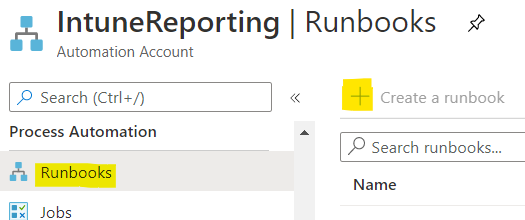 IntuneReporting | Runbooks
Automation Account
Search (Ctrl+/)
«
Create a runbook
Process Automation
Search runbooks...
Runbooks
Name
Jobs